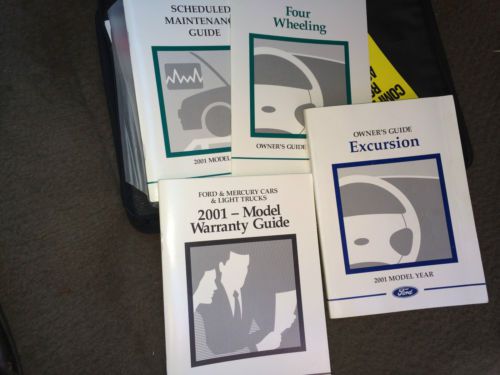 SCHEDULED
MAINTENANCE
GUIDE
2001 MODEL
Four
Wheeling
OWNER'S GUIDE
OWNER'S GUIDE
Excursion
2001 MODEL YEAR
Ford
FORD & MERCURY CARS
& LIGHT TRUCKS
2001 – Model
Warranty Guide